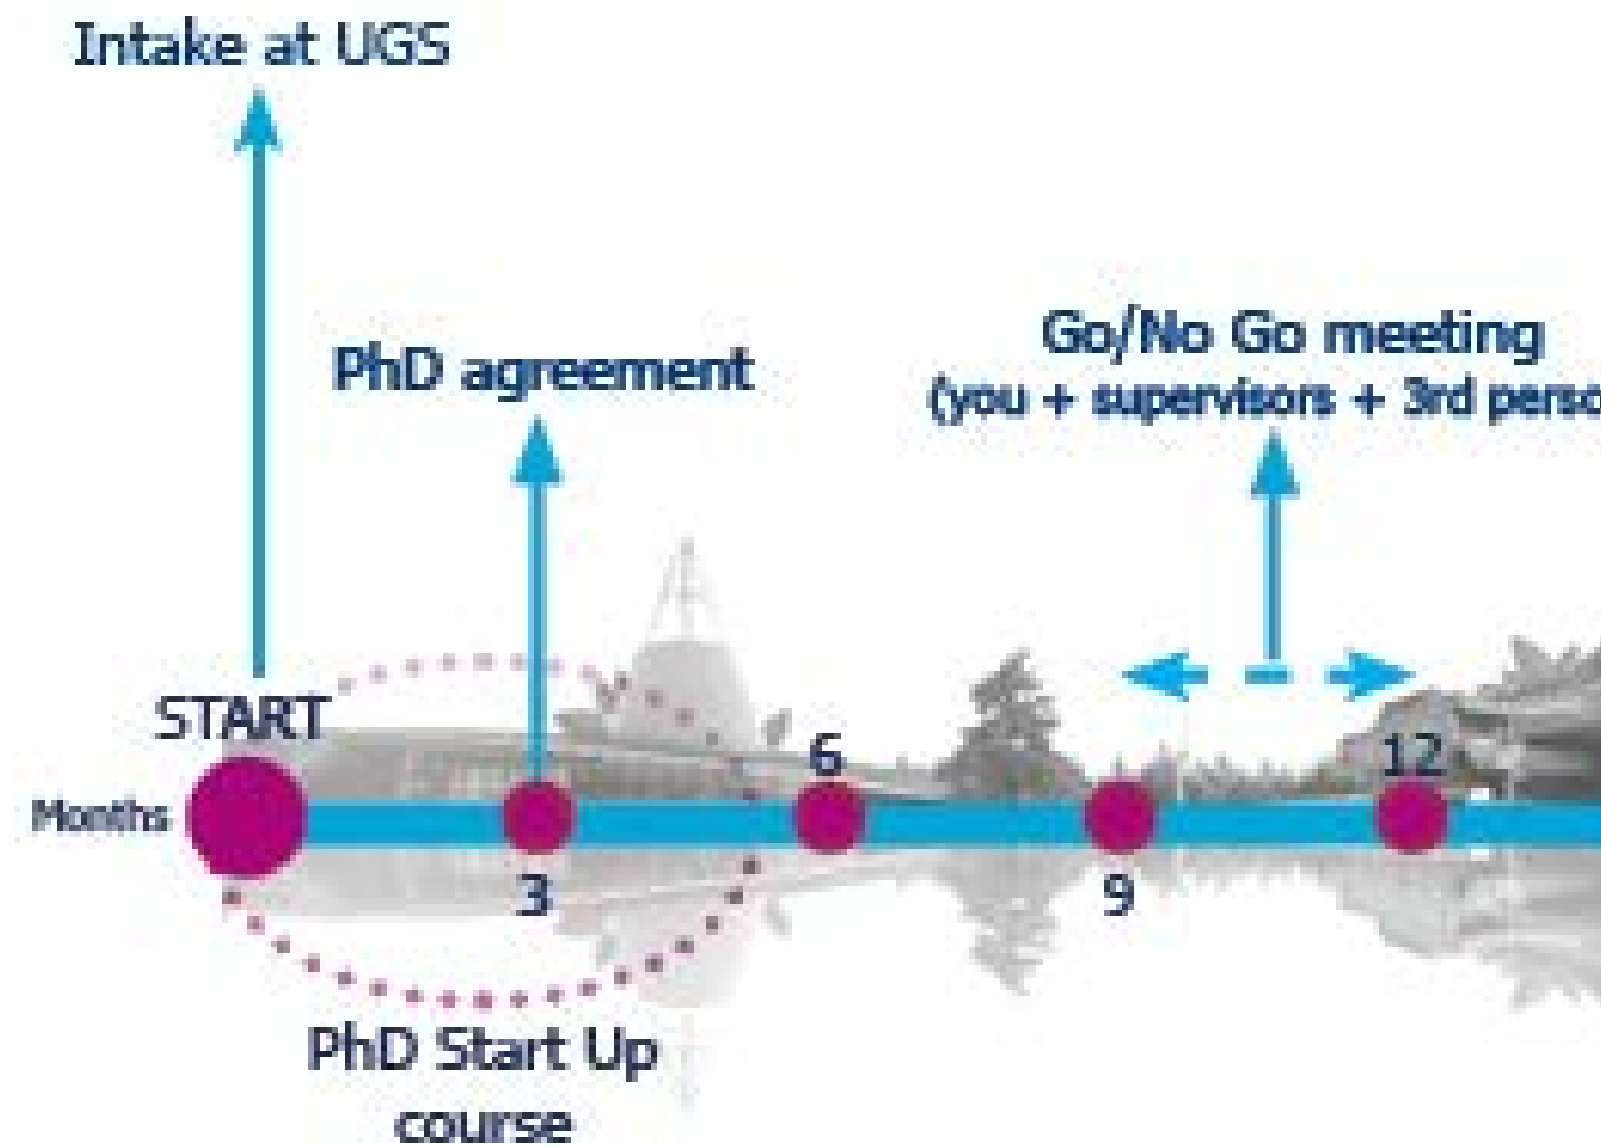 Intake at UGS
PhD agreement
Go/No Go meeting
(you + supervisors + 3rd perso
START
Months
6
12
3
9
PhD Start Up
course